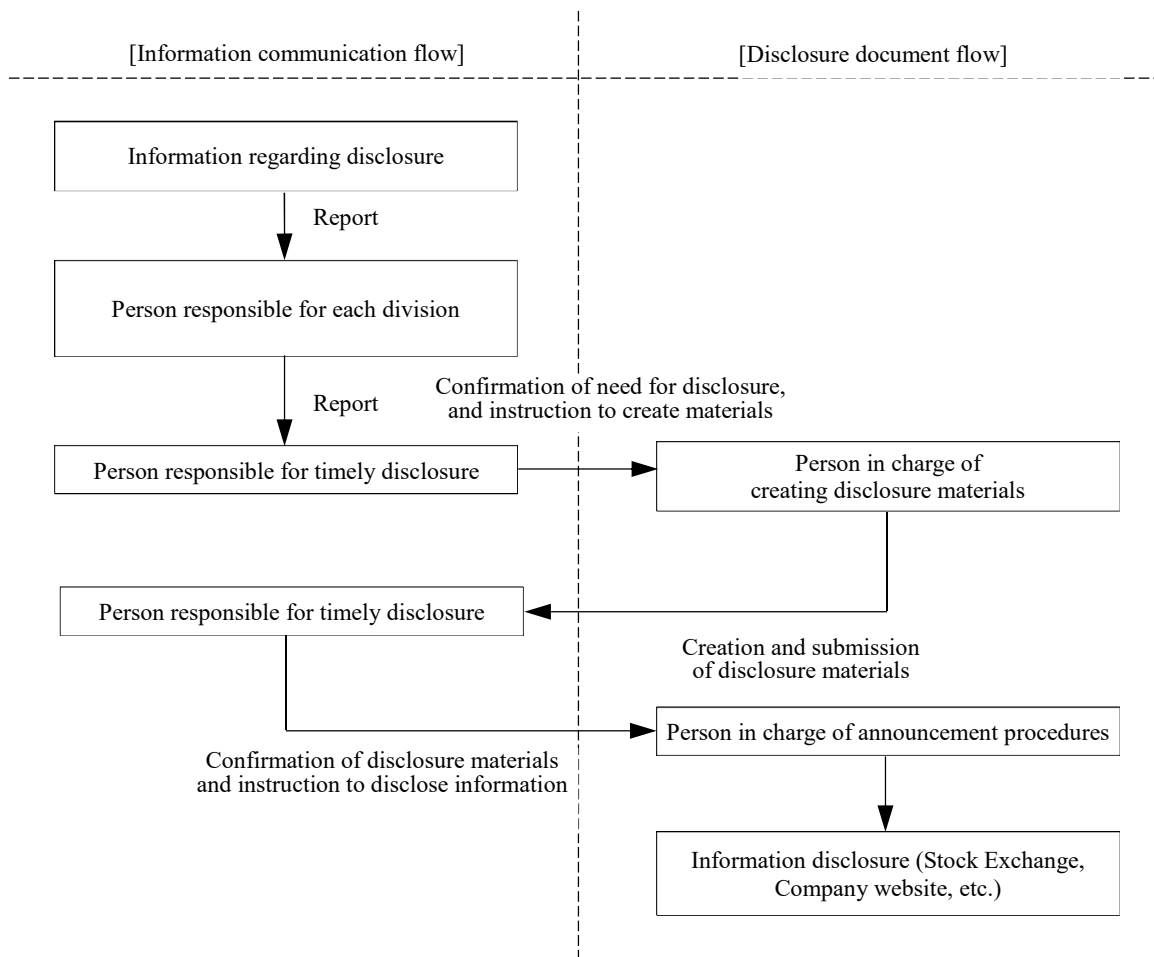 [Information communication flow]
[Disclosure document flow]
Information regarding disclosure
Report
Person responsible for each division
Report
Confirmation of need for disclosure,
and instruction to create materials
Person responsible for timely disclosure
Person in charge of
creating disclosure materials
Person responsible for timely disclosure
Creation and submission
of disclosure materials
Person in charge of announcement procedures
Confirmation of disclosure materials
and instruction to disclose information
Information disclosure (Stock Exchange,
Company website, etc.)